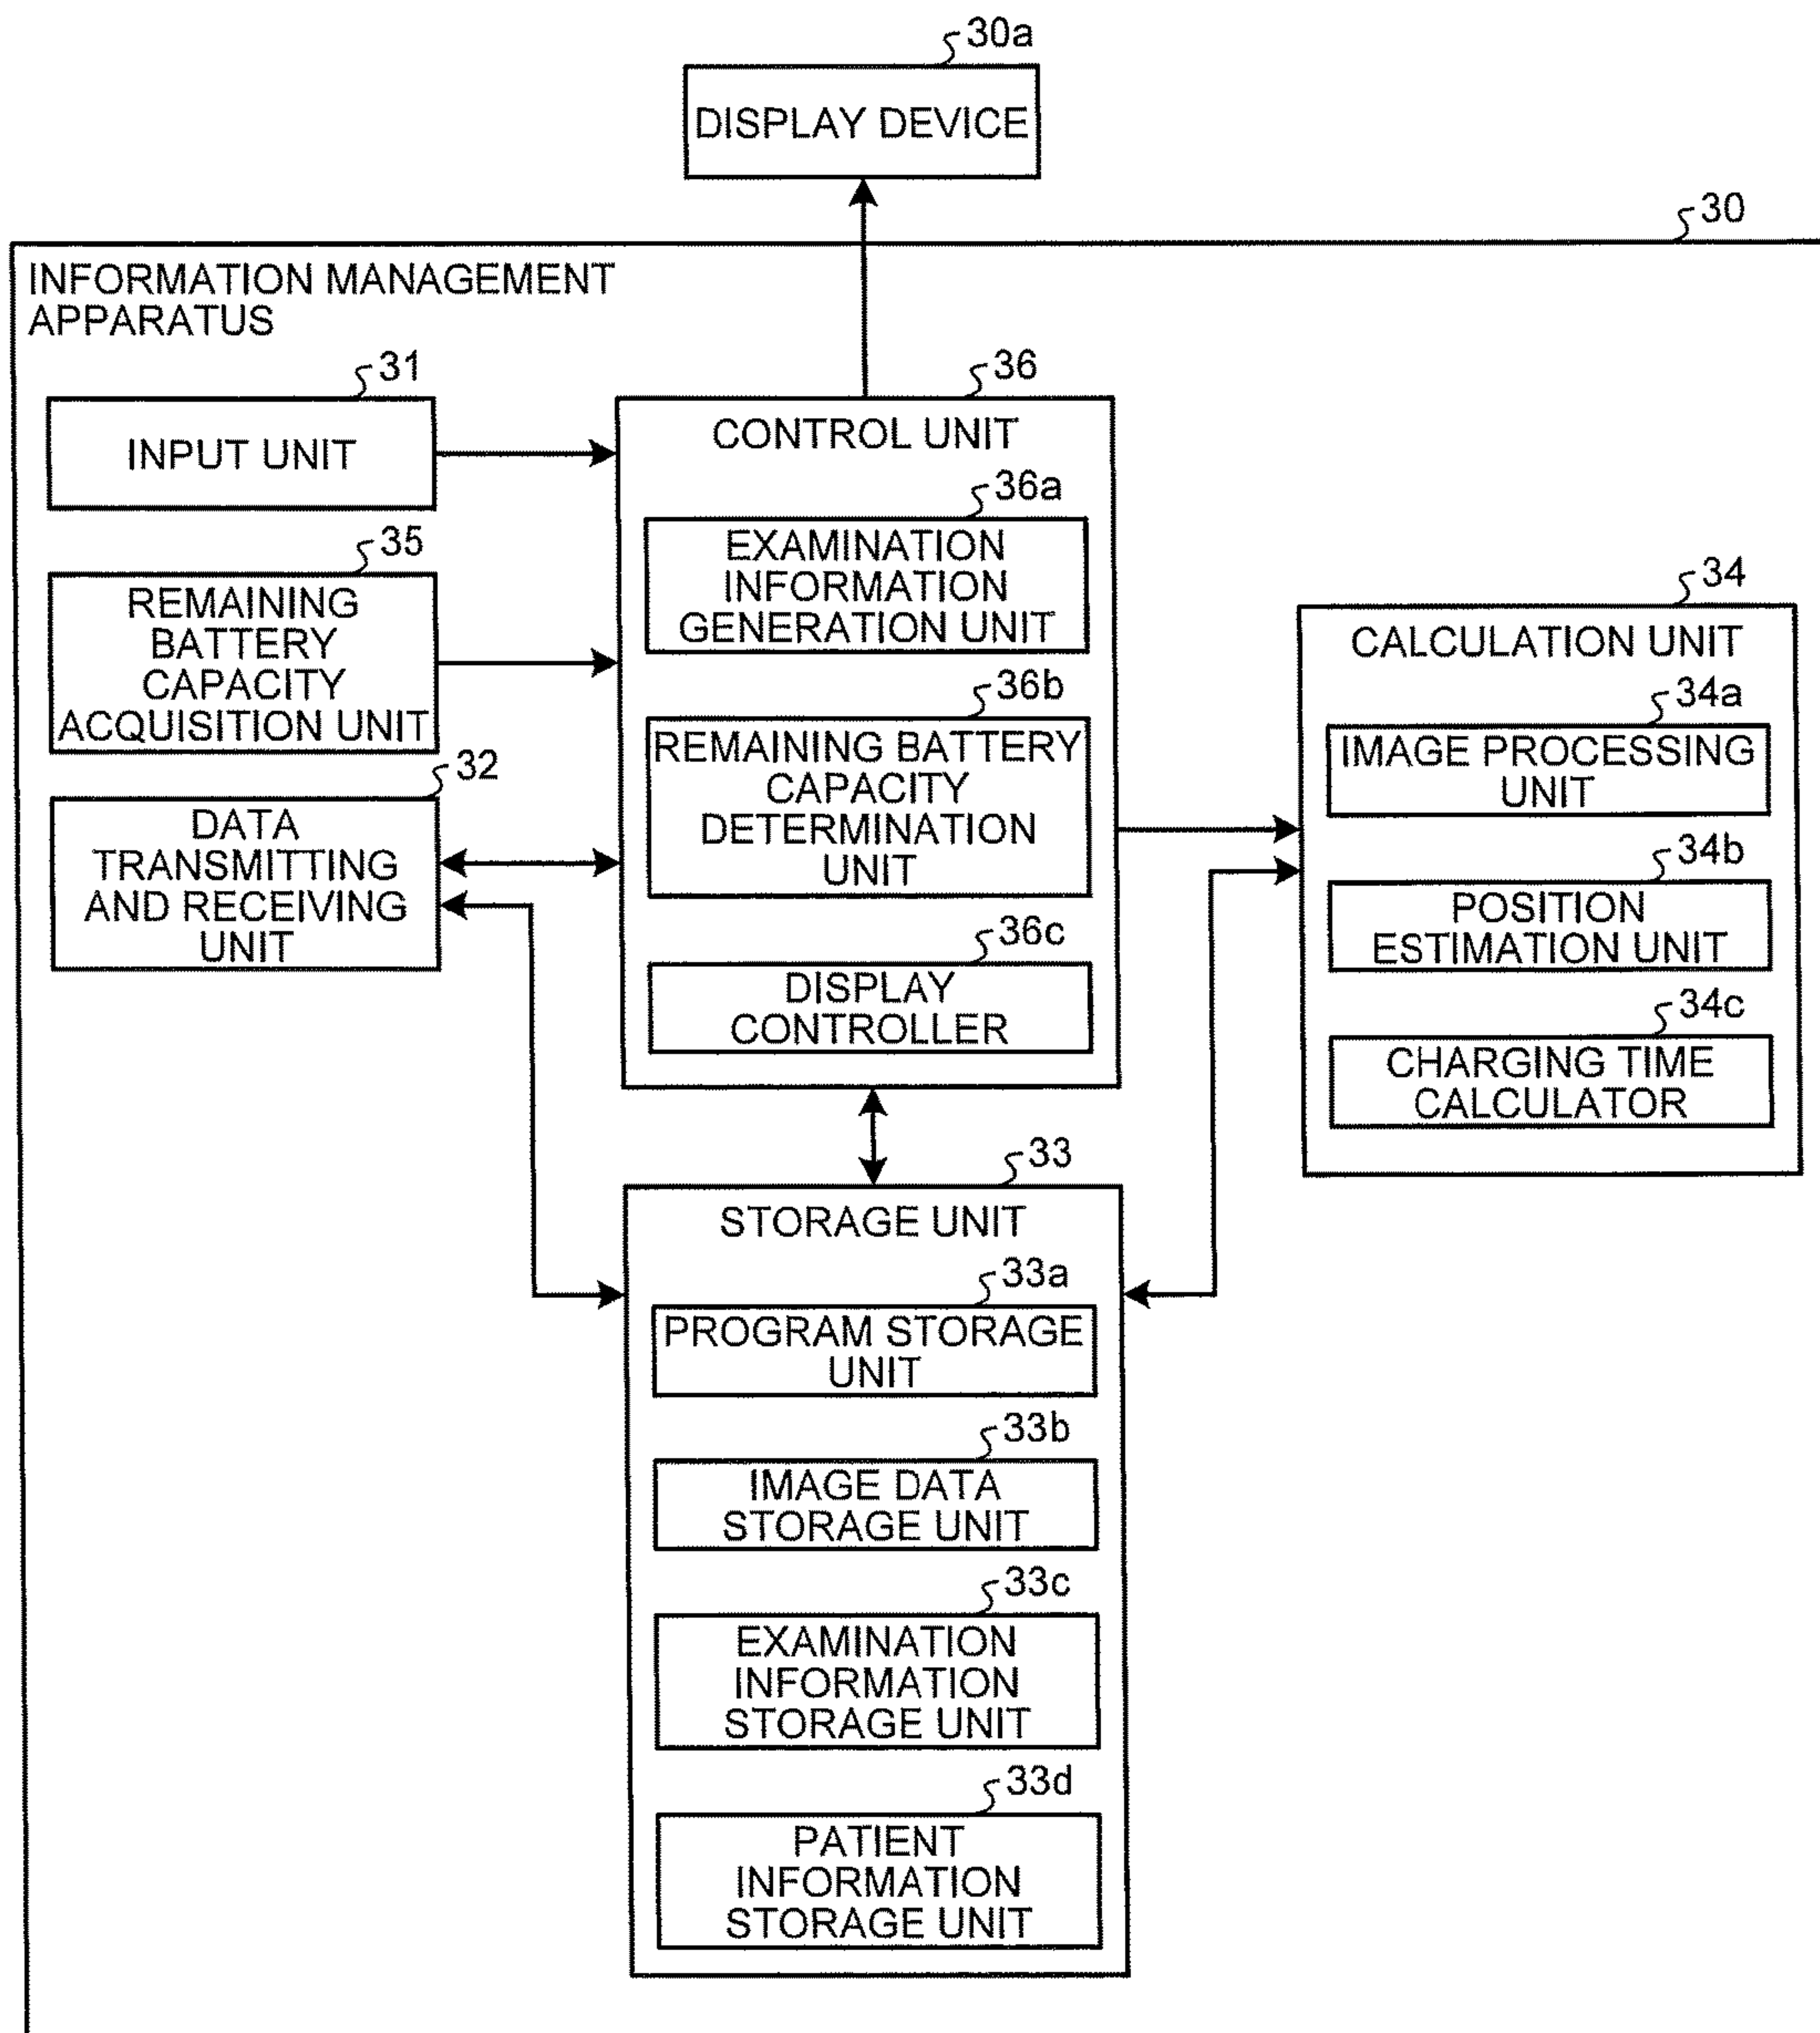 30a
DISPLAY DEVICE
30
INFORMATION MANAGEMENT
APPARATUS
31
INPUT UNIT
35
REMAINING
BATTERY
CAPACITY
ACQUISITION UNIT
32
DATA
TRANSMITTING
AND RECEIVING
UNIT
36
CONTROL UNIT
36a
EXAMINATION
INFORMATION
GENERATION UNIT
36b
REMAINING BATTERY
CAPACITY
DETERMINATION
UNIT
36c
DISPLAY
CONTROLLER
34
CALCULATION UNIT
34a
IMAGE PROCESSING
UNIT
34b
POSITION
ESTIMATION UNIT
34c
CHARGING TIME
CALCULATOR
33
STORAGE UNIT
33a
PROGRAM STORAGE
UNIT
33b
IMAGE DATA
STORAGE UNIT
33c
EXAMINATION
INFORMATION
STORAGE UNIT
33d
PATIENT
INFORMATION
STORAGE UNIT